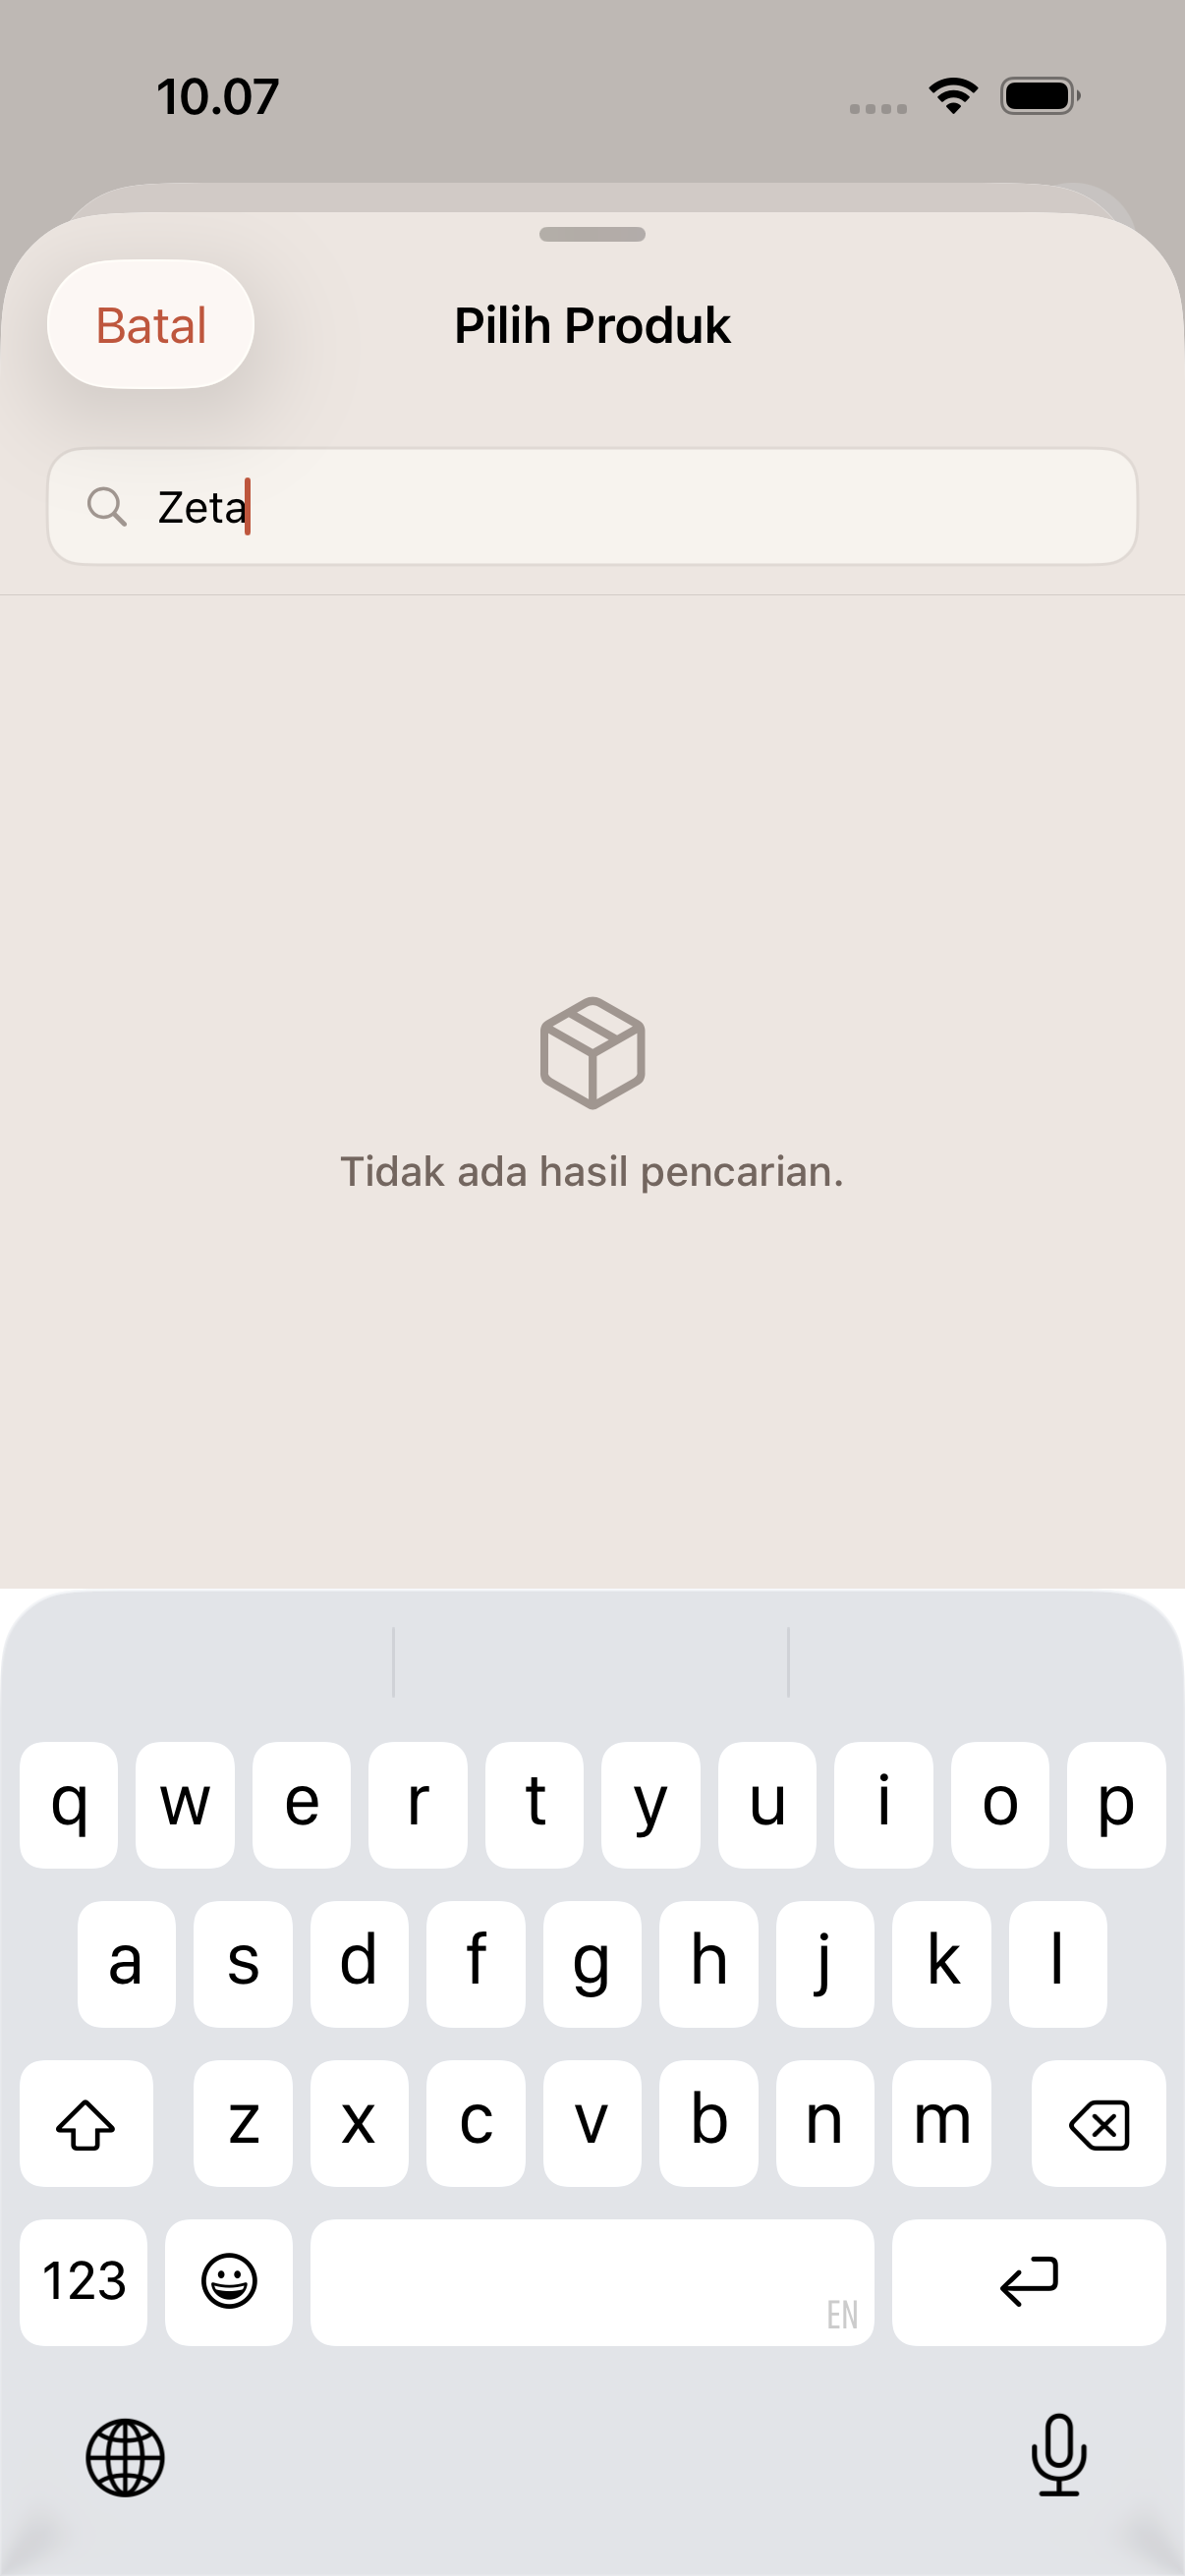 10.07
Batal
Pilih Produk
Zeta
Tidak ada hasil pencarian.
q w e r t y u i o p
a s d f g h j k l
z x c v b n m
123
EN